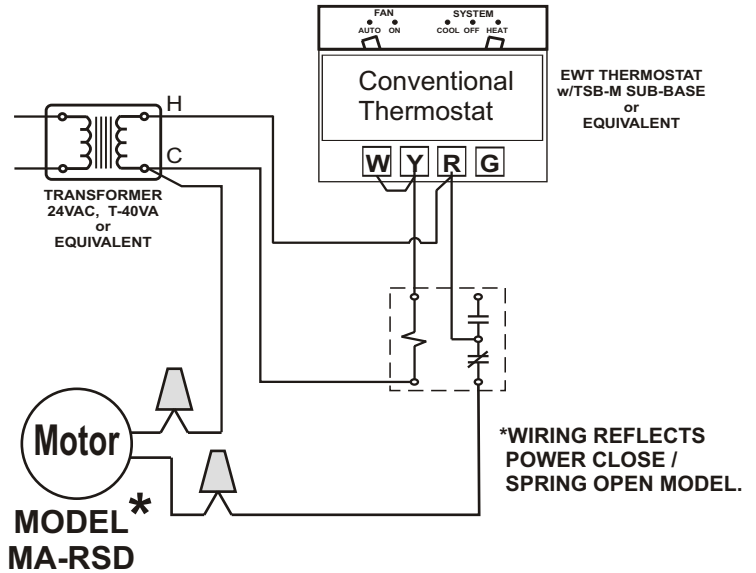 FAN SYSTEM
AUTO ON COOL OFF HEAT
Conventional
Thermostat
W Y R G
EWT THERMOSTAT
w/TSB-M SUB-BASE
or
EQUIVALENT
H
C
TRANSFORMER
24VAC, T-40VA
or
EQUIVALENT
Motor
MODEL*
MA-RSD
*WIRING REFLECTS
POWER CLOSE /
SPRING OPEN MODEL.